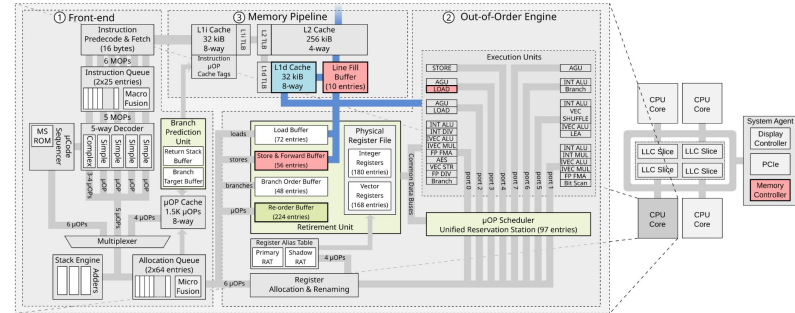 ① Front-end
Instruction
Predecode & Fetch
(16 bytes)
6 MOPs
Instruction Queue
(2x25 entries)
Macro
Fusion
5 MOPs
MS
ROM
µCode
Sequencer
5-way Decoder
Complex
Simple
Simple
Simple
Simple
3-4 µOPs
µOP
µOP
µOP
µOP
6 µOPs
5 µOPs
4 µOPs
Multiplexer
Stack Engine
Adders
Allocation Queue
(2x64 entries)
Micro
Fusion
Branch
Prediction
Unit
Return Stack
Buffer
Branch
Target Buffer
µOP Cache
1.5K µOPs
8-way
6 µOPs
③ Memory Pipeline
L1i Cache
32 kiB
8-way
Instruction
µOP
Cache Tags
L1i TLB
L2 TLB
L2 Cache
256 kiB
4-way
L1d TLB
L1d Cache
32 kiB
8-way
Line Fill
Buffer
(10 entries)
② Out-of-Order Engine
loads
stores
branches
µOPs
Load Buffer
(72 entries)
Store & Forward Buffer
(56 entries)
Branch Order Buffer
(48 entries)
Re-order Buffer
(224 entries)
Physical
Register File
Integer
Registers
(180 entries)
Vector
Registers
(168 entries)
Retirement Unit
Register Alias Table
Primary
RAT
Shadow
RAT
4 µOPs
Register
Allocation & Renaming
Common Data Buses
Execution Units
STORE
AGU
LOAD
AGU
LOAD
INT ALU
INT DIV
IVEC ALU
IVEC MUL
FP FMA
AES
VEC STR
FP DIV
Branch
AGU
INT ALU
Branch
INT ALU
VEC
SHUFFLE
IVEC ALU
LEA
INT ALU
INT MUL
IVEC ALU
IVEC MUL
FP FMA
Bit Scan
port 0
port 2
port 3
port 4
port 7
port 6
port 5
port 1
µOP Scheduler
Unified Reservation Station (97 entries)
CPU
Core
CPU
Core
LLC Slice
LLC Slice
LLC Slice
LLC Slice
CPU
Core
CPU
Core
System Agent
Display
Controller
PCIe
Memory
Controller